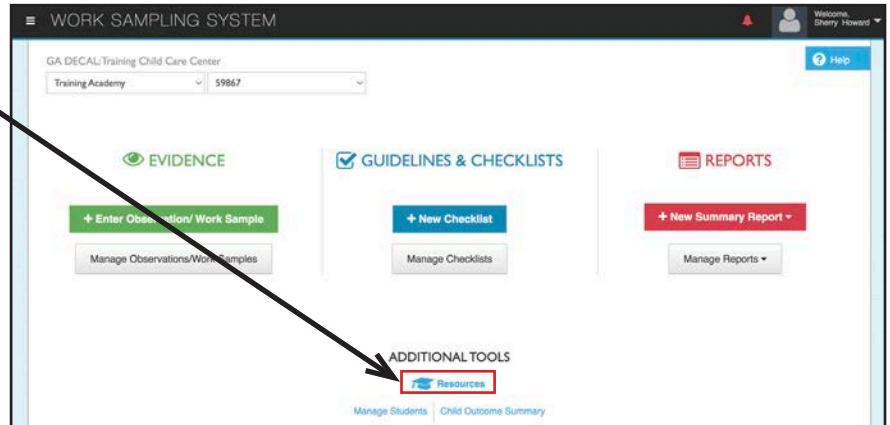 ≡ WORK SAMPLING SYSTEM
Welcome,
Sherry Howard
GA DECAL:Training Child Care Center
? Help
Training Academy 59867
EVIDENCE GUIDELINES & CHECKLISTS REPORTS
+ Enter Observation/ Work Sample + New Checklist + New Summary Report
Manage Observations/Work Samples Manage Checklists Manage Reports
ADDITIONAL TOOLS
Resources
Manage Students Child Outcome Summary